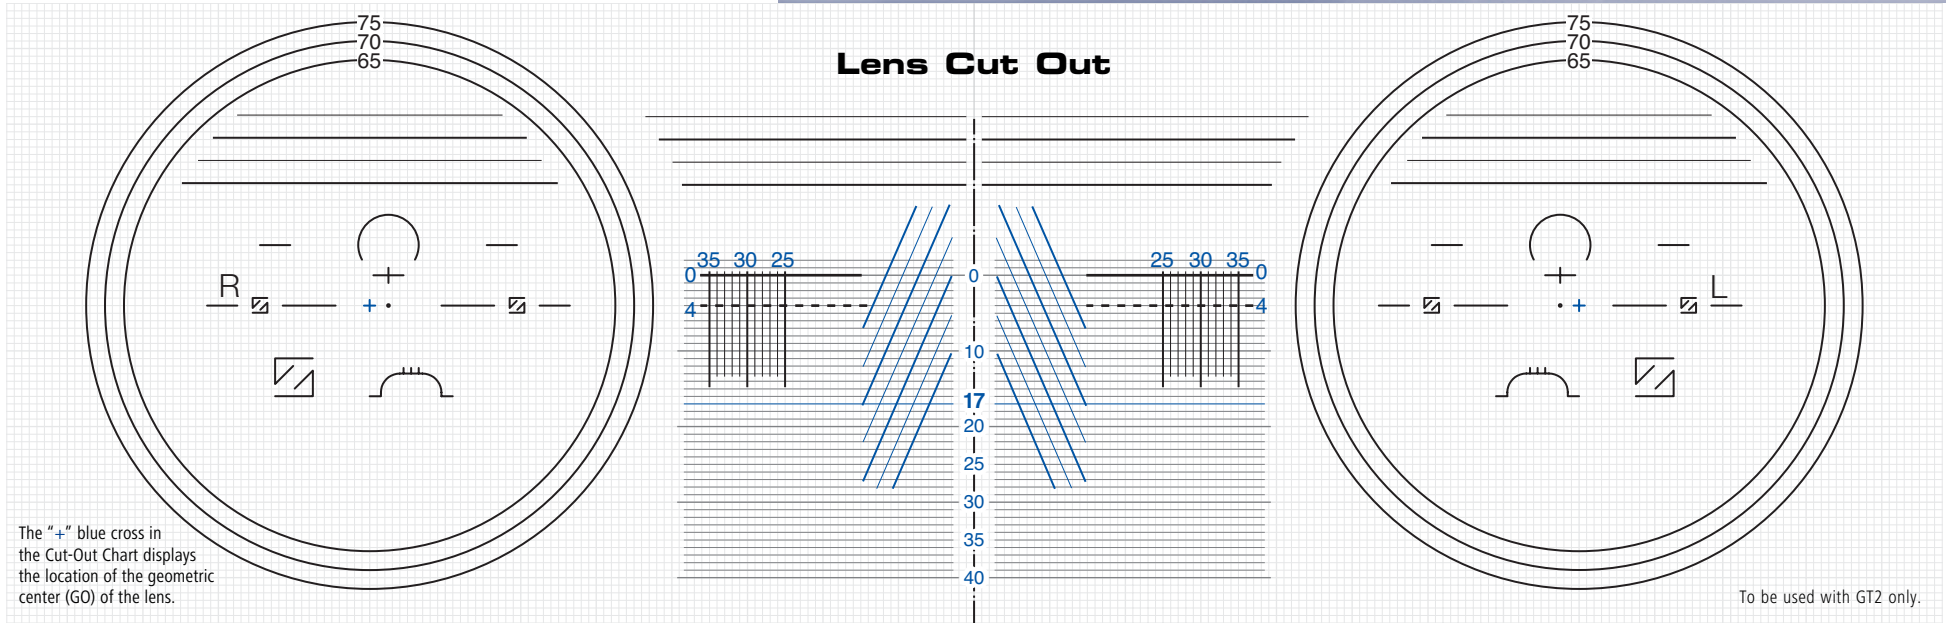 75
70
65
R
Lens Cut Out
35 30 25
0
4
0
10
17
20
25
30
35
40
25 30 35
0
4
75
70
65
L
The “+” blue cross in
the Cut-Out Chart displays
the location of the geometric
center (GO) of the lens.
To be used with GT2 only.